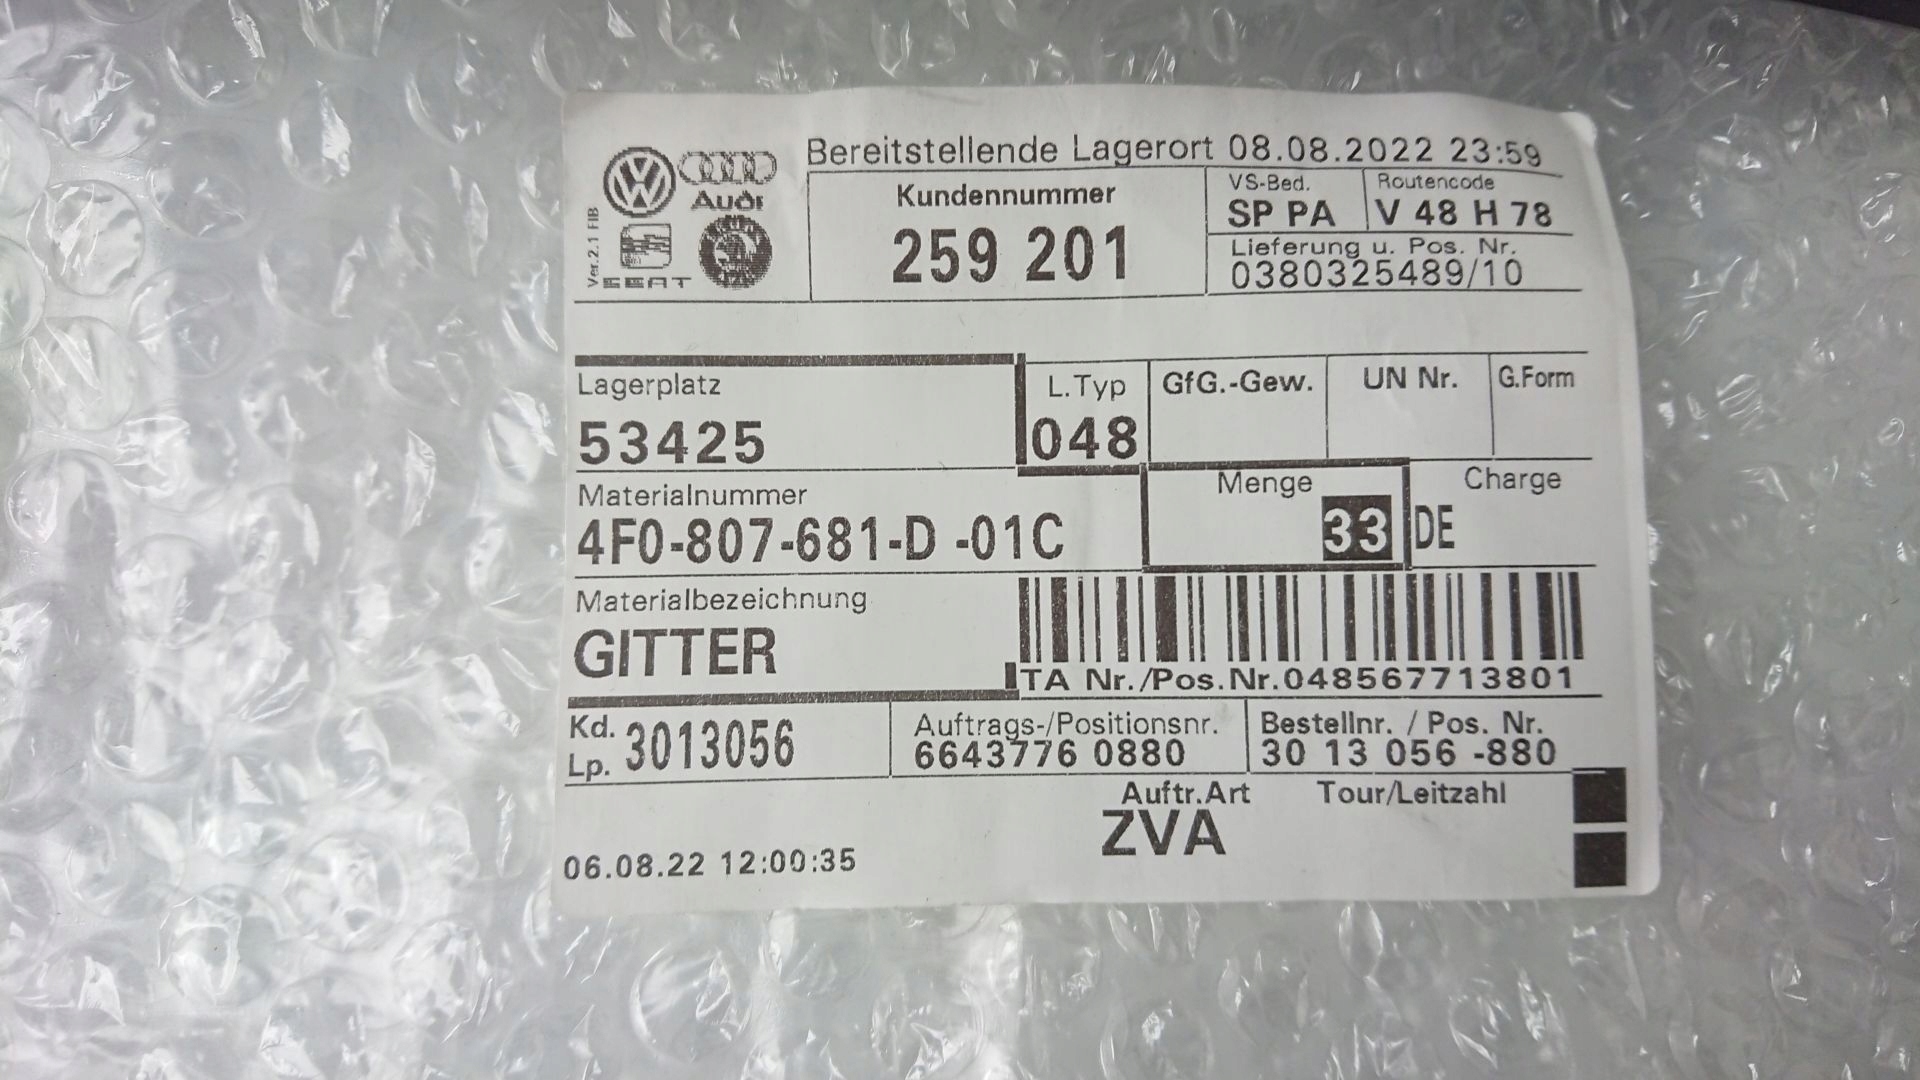 Bereitstellende Lagerort 08.08.2022 23:59
Audi
SEAT
Ver.2.1 FIB
Kundennummer
259 201
VS-Bed.
SP PA
Routencode
V 48 H 78
Lieferung u. Pos. Nr.
0380325489/10
Lagerplatz
53425
L.Typ
048
GfG.-Gew.
UN Nr.
G.Form
Materialnummer
4F0-807-681-D -01C
Menge
33
Charge
DE
Materialbezeichnung
GITTER
TA Nr./Pos.Nr.048567713801
Kd.
Lp. 3013056
Auftrags-/Positionsnr.
6643776 0880
Bestellnr. / Pos. Nr.
30 13 056 -880
Auftr.Art
ZVA
Tour/Leitzahl
06.08.22 12:00:35